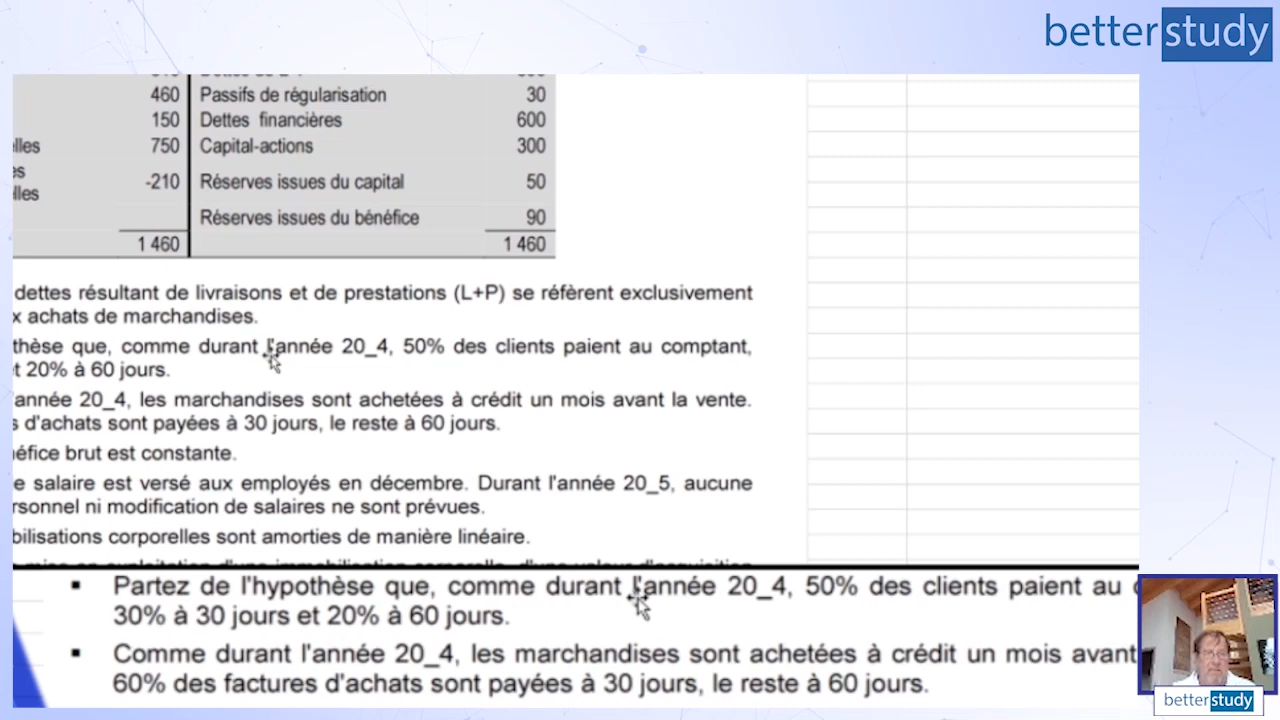 betterstudy
460 Passifs de régularisation 30
150 Dettes financières 600
lles 750 Capital-actions 300
es
lles -210 Réserves issues du capital 50
Réserves issues du bénéfice 90
1 460 1 460
dettes résultant de livraisons et de prestations (L+P) se réfèrent exclusivement
x achats de marchandises.
thèse que, comme durant l'année 20_4, 50% des clients paient au comptant,
et 20% à 60 jours.
année 20_4, les marchandises sont achetées à crédit un mois avant la vente.
s d'achats sont payées à 30 jours, le reste à 60 jours.
éfice brut est constante.
e salaire est versé aux employés en décembre. Durant l'année 20_5, aucune
rsonnel ni modification de salaires ne sont prévues.
bilisations corporelles sont amorties de manière linéaire.
▪ Partez de l'hypothèse que, comme durant l'année 20_4, 50% des clients paient au
30% à 30 jours et 20% à 60 jours.
▪ Comme durant l'année 20_4, les marchandises sont achetées à crédit un mois avant
60% des factures d'achats sont payées à 30 jours, le reste à 60 jours.
betterstudy